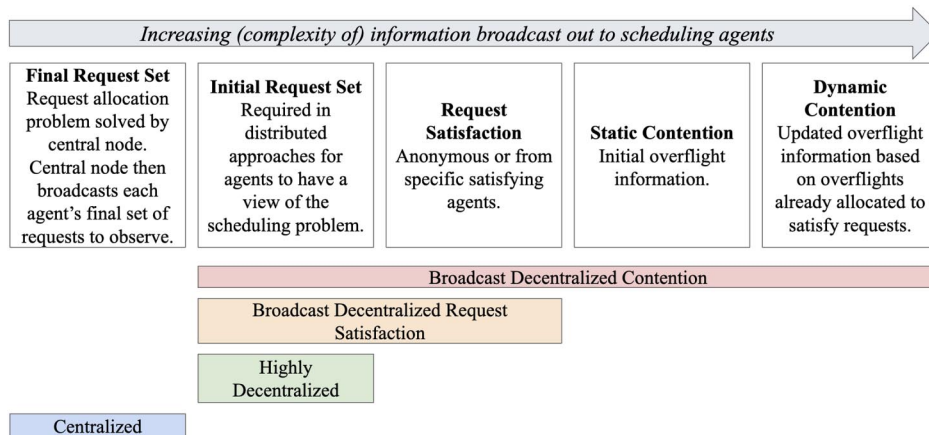 Increasing (complexity of) information broadcast out to scheduling agents
Final Request Set
Request allocation
problem solved by
central node.
Central node then
broadcasts each
agent's final set of
requests to observe.
Initial Request Set
Required in
distributed
approaches for
agents to have a
view of the
scheduling problem.
Request
Satisfaction
Anonymous or from
specific satisfying
agents.
Static Contention
Initial overflight
information.
Dynamic
Contention
Updated overflight
information based
on overflights
already allocated to
satisfy requests.
Broadcast Decentralized Contention
Broadcast Decentralized Request
Satisfaction
Highly
Decentralized
Centralized